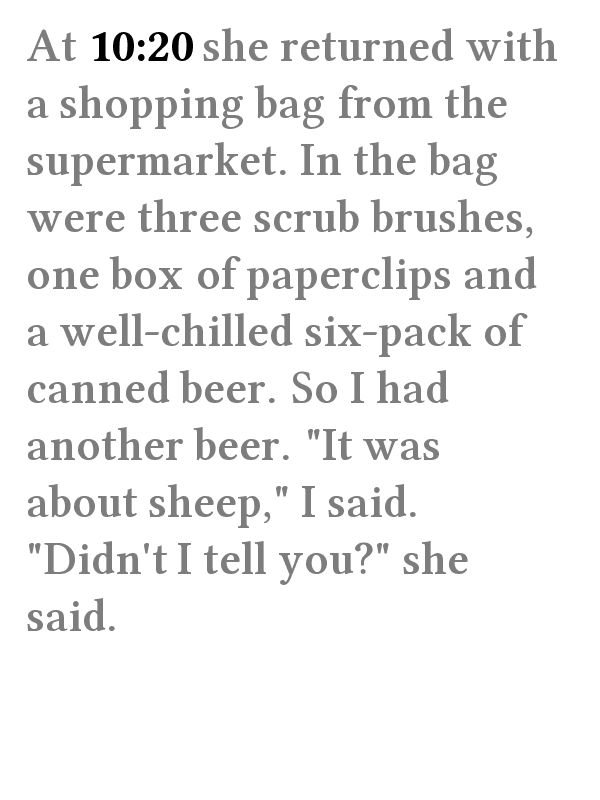 At 10:20 she returned with
a shopping bag from the
supermarket. In the bag
were three scrub brushes,
one box of paperclips and
a well-chilled six-pack of
canned beer. So I had
another beer. "It was
about sheep," I said.
"Didn't I tell you?" she
said.